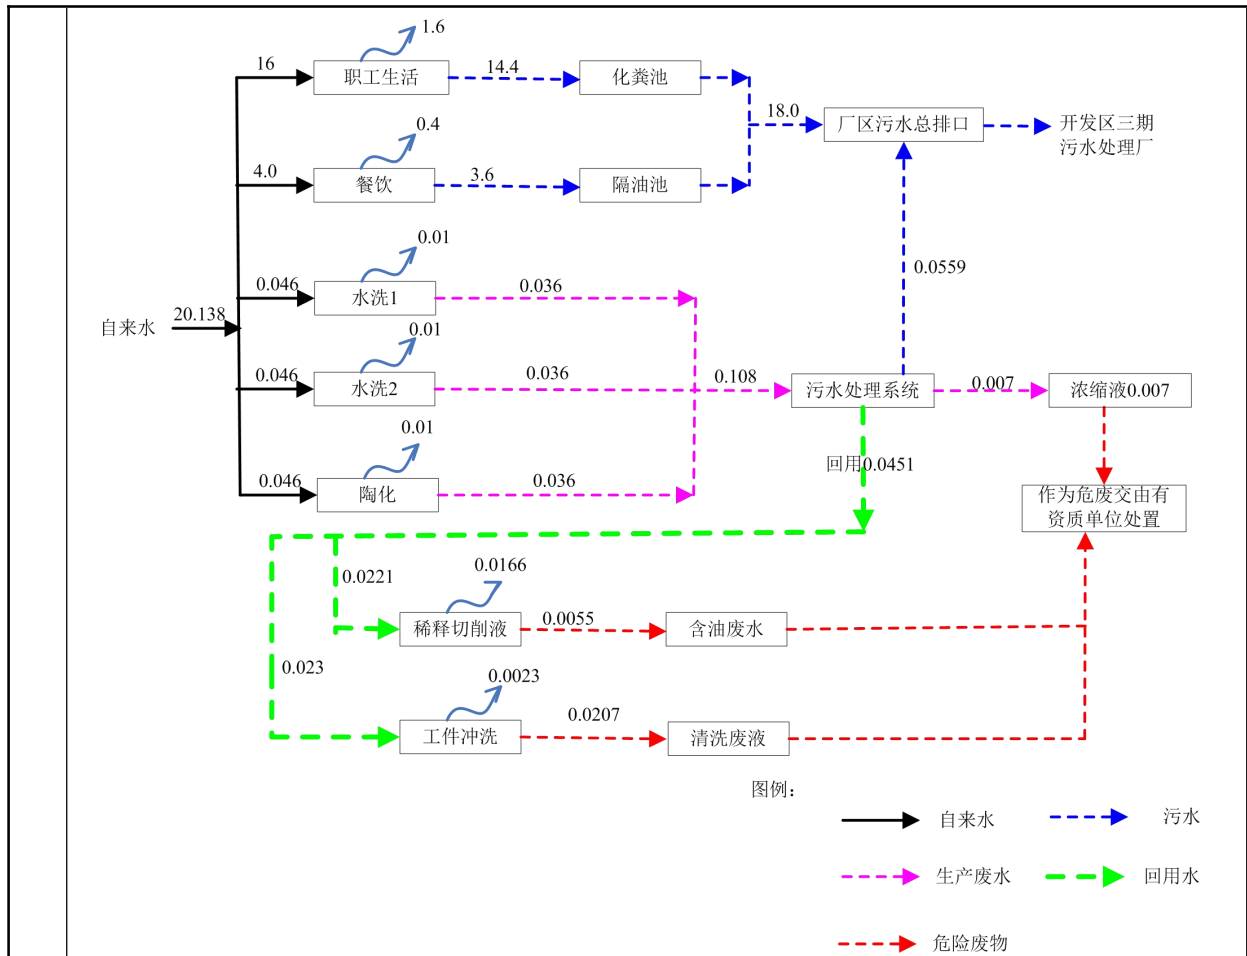 1.6
16
职工生活
14.4
化粪池
18.0
厂区污水总排口
开发区三期
污水处理厂
0.4
4.0
餐饮
3.6
隔油池
0.01
0.046
水洗1
0.036
0.0559
自来水
20.138
0.01
0.046
水洗2
0.036
0.108
污水处理系统
0.007
浓缩液0.007
0.01
0.046
陶化
0.036
回用0.0451
作为危废交由有
资质单位处置
0.0221
0.0166
稀释切削液
0.0055
含油废水
0.023
0.0023
工件冲洗
0.0207
清洗废液
图例：
自来水
污水
生产废水
回用水
危险废物